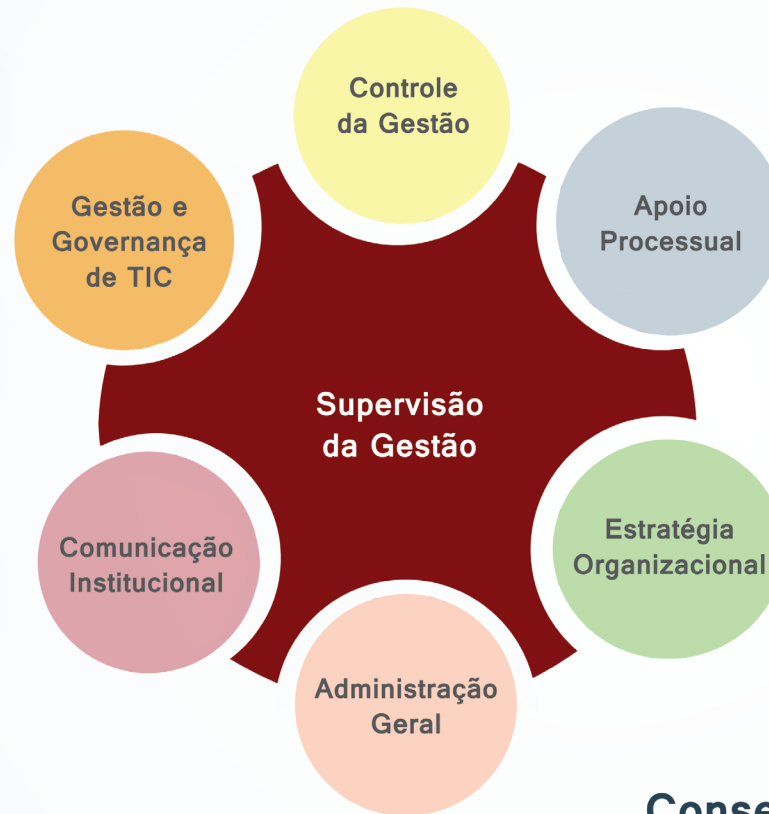 Controle
da Gestão
Gestão e
Governança
de TIC
Apoio
Processual
Supervisão
da Gestão
Comunicação
Institucional
Estratégia
Organizacional
Administração
Geral